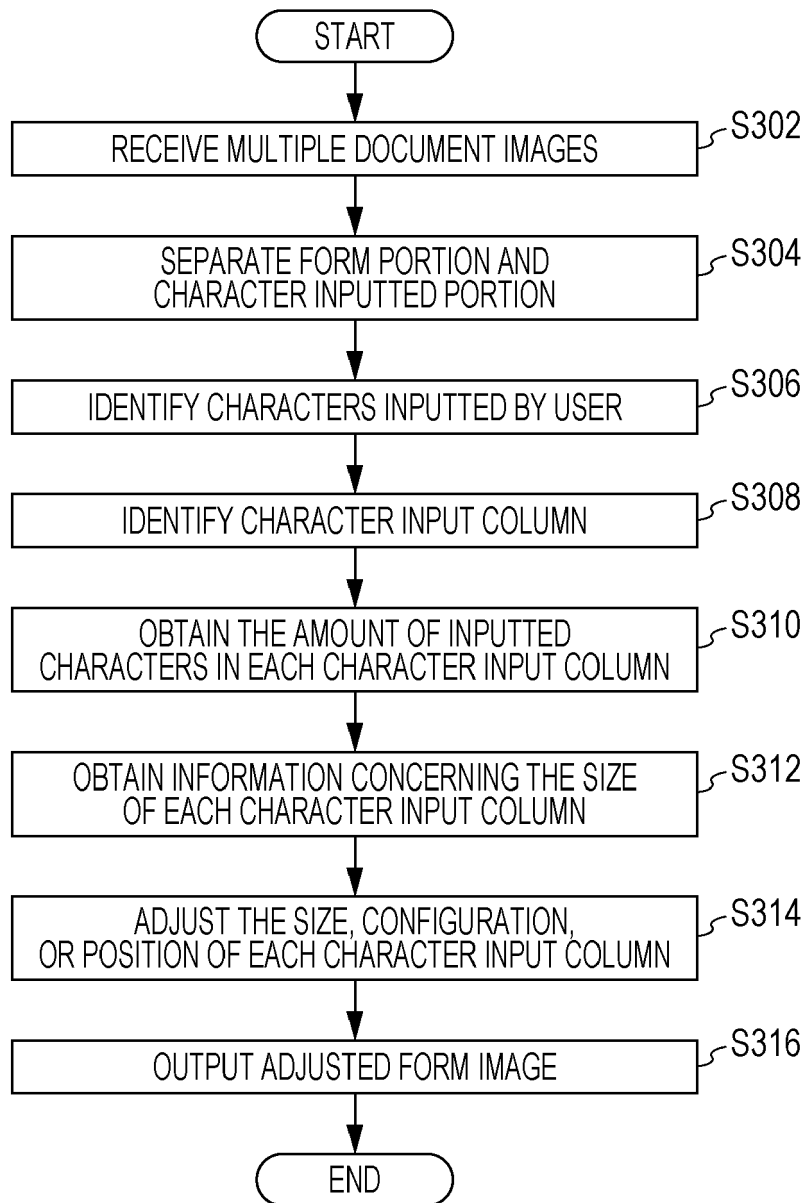 START
RECEIVE MULTIPLE DOCUMENT IMAGES
S302
SEPARATE FORM PORTION AND
CHARACTER INPUTTED PORTION
S304
IDENTIFY CHARACTERS INPUTTED BY USER
S306
IDENTIFY CHARACTER INPUT COLUMN
S308
OBTAIN THE AMOUNT OF INPUTTED
CHARACTERS IN EACH CHARACTER INPUT COLUMN
S310
OBTAIN INFORMATION CONCERNING THE SIZE
OF EACH CHARACTER INPUT COLUMN
S312
ADJUST THE SIZE, CONFIGURATION,
OR POSITION OF EACH CHARACTER INPUT COLUMN
S314
OUTPUT ADJUSTED FORM IMAGE
S316
END